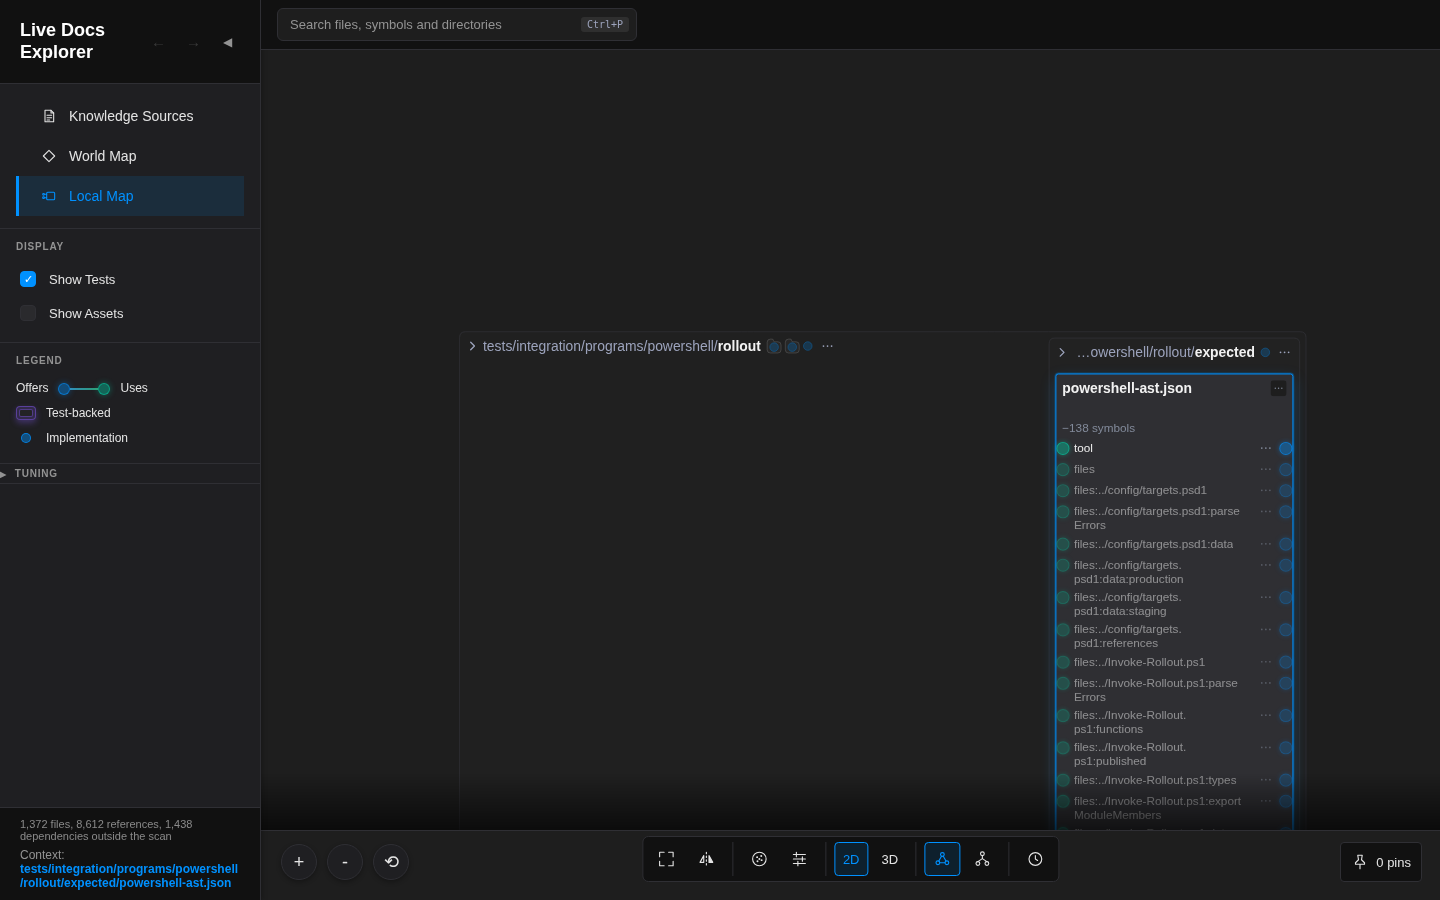 Live Docs
Explorer
Search files, symbols and directories
Ctrl+P
Knowledge Sources
World Map
Local Map
DISPLAY
Show Tests
Show Assets
LEGEND
Offers
Uses
Test-backed
Implementation
TUNING
1,372 files, 8,612 references, 1,438
dependencies outside the scan
Context:
tests/integration/programs/powershell
/rollout/expected/powershell-ast.json
tests/integration/programs/powershell/rollout
…owershell/rollout/expected
powershell-ast.json
~138 symbols
tool
files
files:../config/targets.psd1
files:../config/targets.psd1:parse
Errors
files:../config/targets.psd1:data
files:../config/targets.
psd1:data:production
files:../config/targets.
psd1:data:staging
files:../config/targets.
psd1:references
files:../Invoke-Rollout.ps1
files:../Invoke-Rollout.ps1:parse
Errors
files:../Invoke-Rollout.
ps1:functions
files:../Invoke-Rollout.
ps1:published
files:../Invoke-Rollout.ps1:types
files:../Invoke-Rollout.ps1:export
ModuleMembers
2D
3D
0 pins